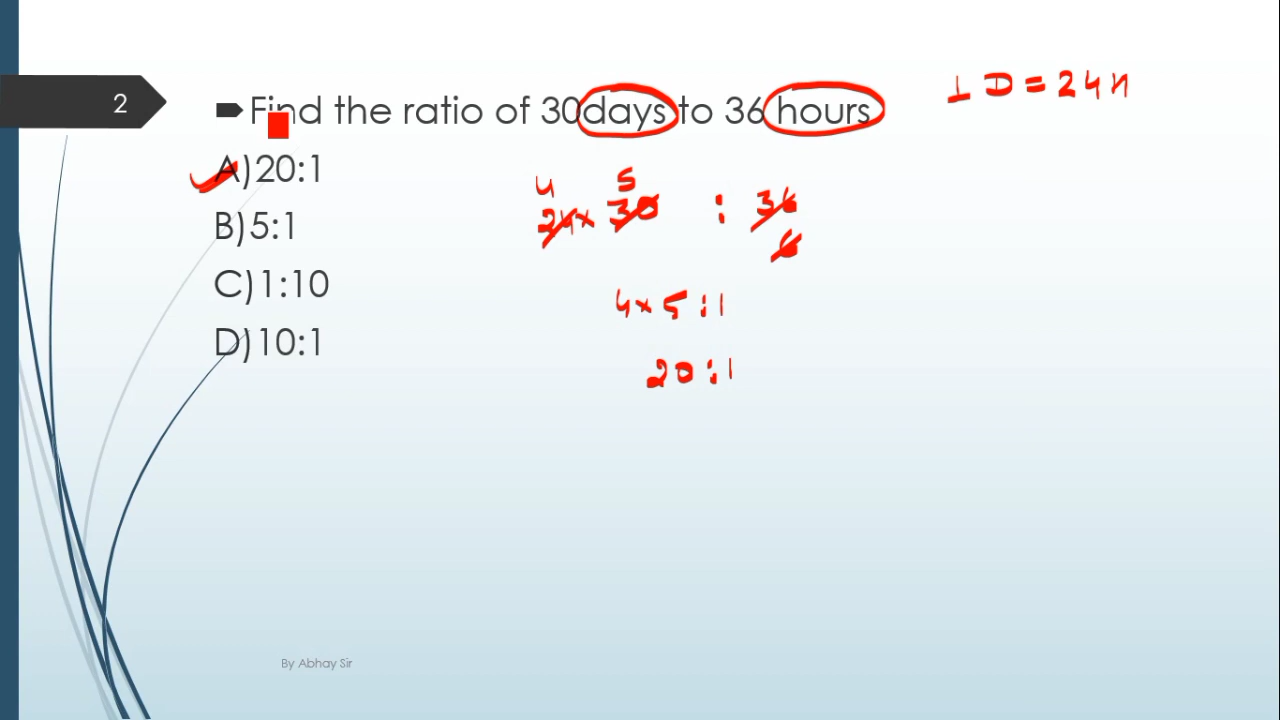 2
Find the ratio of 30days to 36 hours
1 D = 24H
A)20:1
B)5:1
C)1:10
D)10:1
4 5
24 x 30 : 36
6
4 x 5 : 1
20 : 1
By Abhay Sir